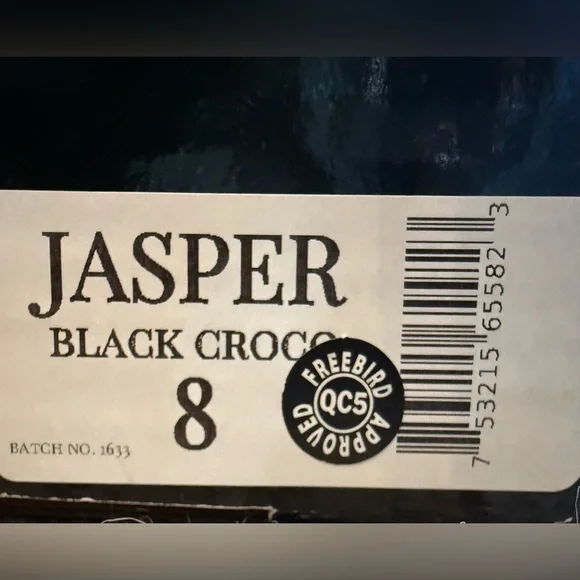 JASPER
BLACK CROCO
8
BATCH NO. 1633
FREEBIRD
QC5
APPROVED
7 53215 65582 3